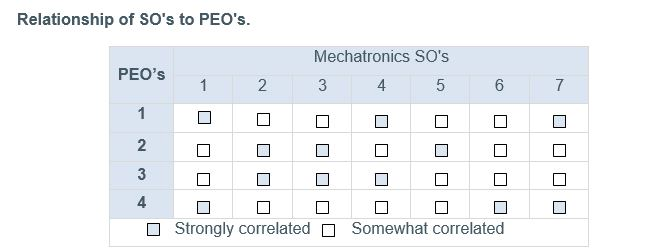 Relationship of SO's to PEO's.
Mechatronics SO's
PEO’s
1 2 3 4 5 6 7
1
2
3
4
Strongly correlated Somewhat correlated